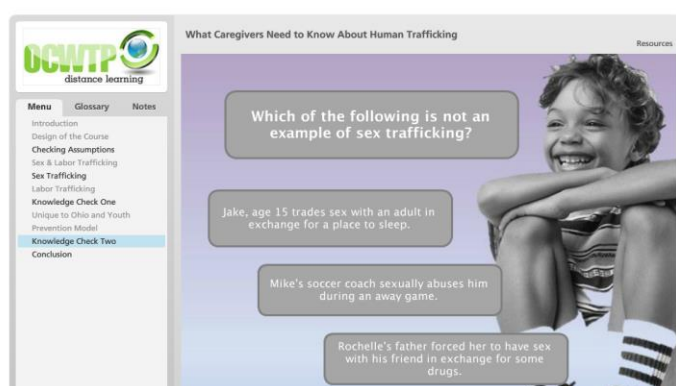 OCWTP
distance learning
What Caregivers Need to Know About Human Trafficking
Resources
Menu Glossary Notes
Introduction
Design of the Course
Checking Assumptions
Sex & Labor Trafficking
Sex Trafficking
Labor Trafficking
Knowledge Check One
Unique to Ohio and Youth
Prevention Model
Knowledge Check Two
Conclusion
Which of the following is not an
example of sex trafficking?
Jake, age 15 trades sex with an adult in
exchange for a place to sleep.
Mike's soccer coach sexually abuses him
during an away game.
Rochelle's father forced her to have sex
with his friend in exchange for some
drugs.